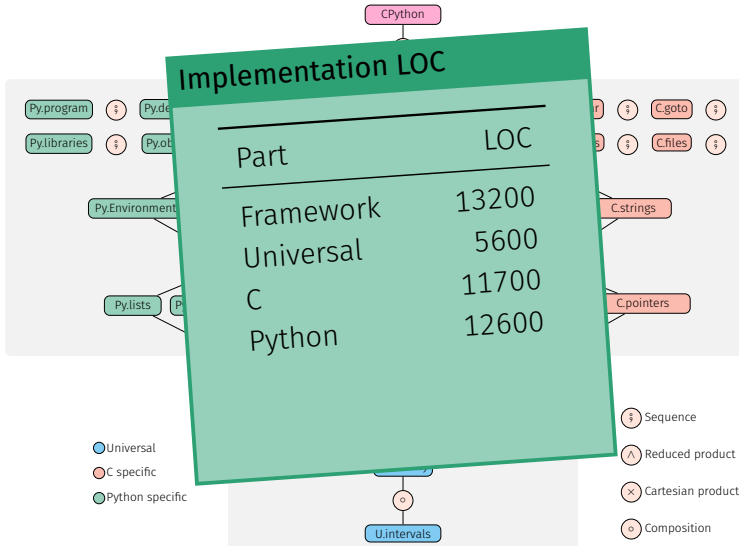 CPython
Implementation LOC
Part LOC
Framework 13200
Universal 5600
C 11700
Python 12600
Py.program
C.goto
Py.libraries
C.files
Py.Environment
C.strings
Py.lists
C.pointers
Universal
C specific
Python specific
U.intervals
Sequence
Reduced product
Cartesian product
Composition